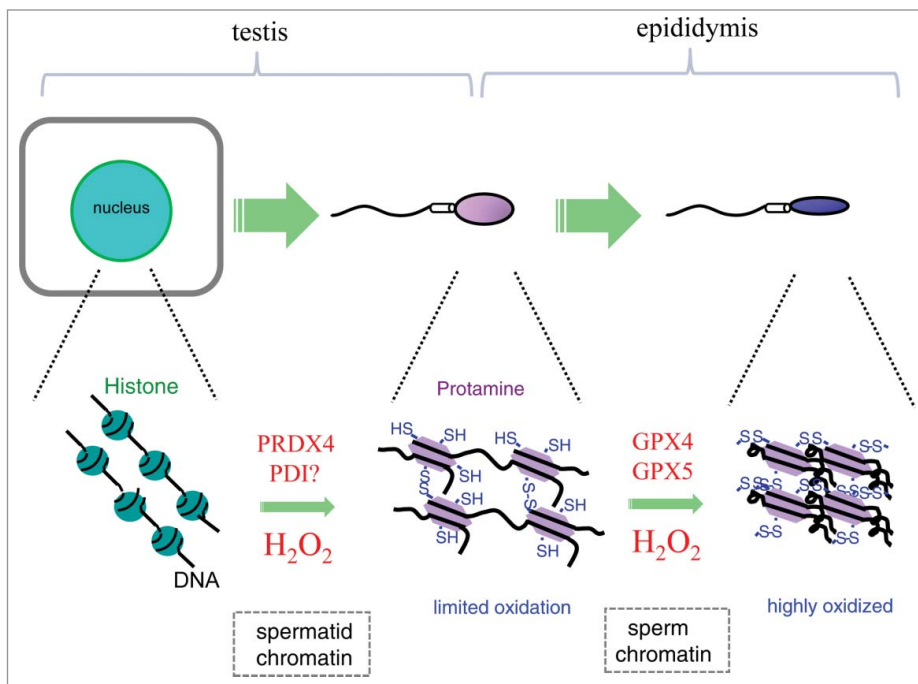 testis
epididymis
nucleus
Histone
DNA
PRDX4
PDI?
H₂O₂
Protamine
HS
SH
HS
SH
SH
S-S
SH
S-S
SH
SH
SH
GPX4
GPX5
H₂O₂
S-S
S-S
S-S
S-S
S-S
S-S
S-S
limited oxidation
highly oxidized
spermatid
chromatin
sperm
chromatin